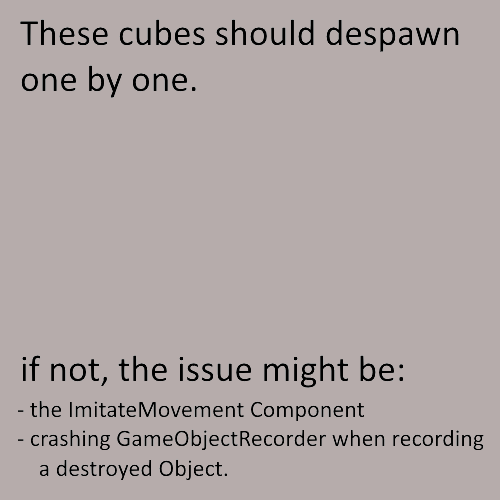 These cubes should despawn
one by one.
if not, the issue might be:
- the ImitateMovement Component
- crashing GameObjectRecorder when recording
a destroyed Object.